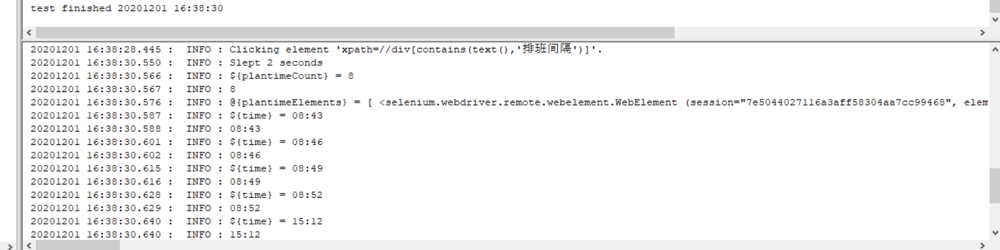 test finished 20201201 16:38:30
20201201 16:38:28.445 :  INFO : Clicking element 'xpath=//div[contains(text(),'排班间隔')]'.
20201201 16:38:30.550 :  INFO : Slept 2 seconds
20201201 16:38:30.566 :  INFO : ${plantimeCount} = 8
20201201 16:38:30.567 :  INFO : 8
20201201 16:38:30.576 :  INFO : @{plantimeElements} = [ <selenium.webdriver.remote.webelement.WebElement (session="7e5044027116a3aff58304aa7cc99468", elem
20201201 16:38:30.587 :  INFO : ${time} = 08:43
20201201 16:38:30.588 :  INFO : 08:43
20201201 16:38:30.601 :  INFO : ${time} = 08:46
20201201 16:38:30.602 :  INFO : 08:46
20201201 16:38:30.615 :  INFO : ${time} = 08:49
20201201 16:38:30.616 :  INFO : 08:49
20201201 16:38:30.628 :  INFO : ${time} = 08:52
20201201 16:38:30.629 :  INFO : 08:52
20201201 16:38:30.640 :  INFO : ${time} = 15:12
20201201 16:38:30.640 :  INFO : 15:12